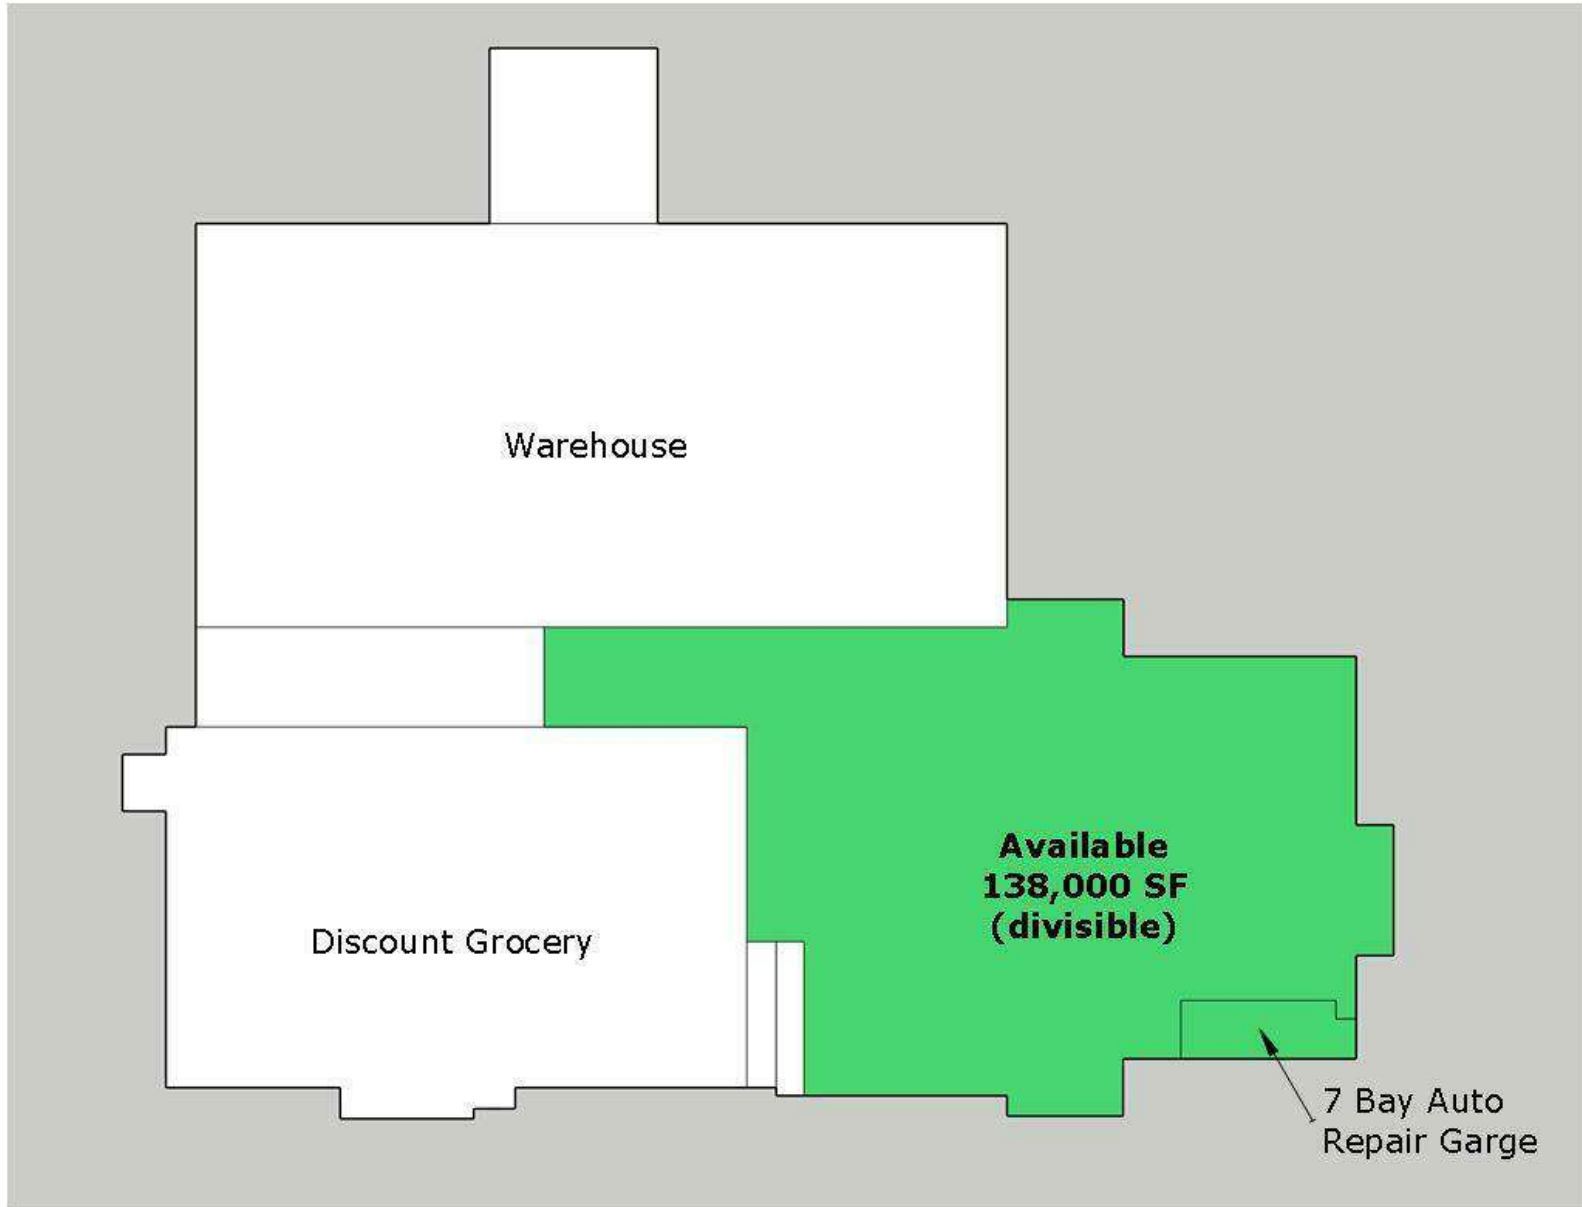 Warehouse
Available
138,000 SF
(divisible)
Discount Grocery
7 Bay Auto
Repair Garge